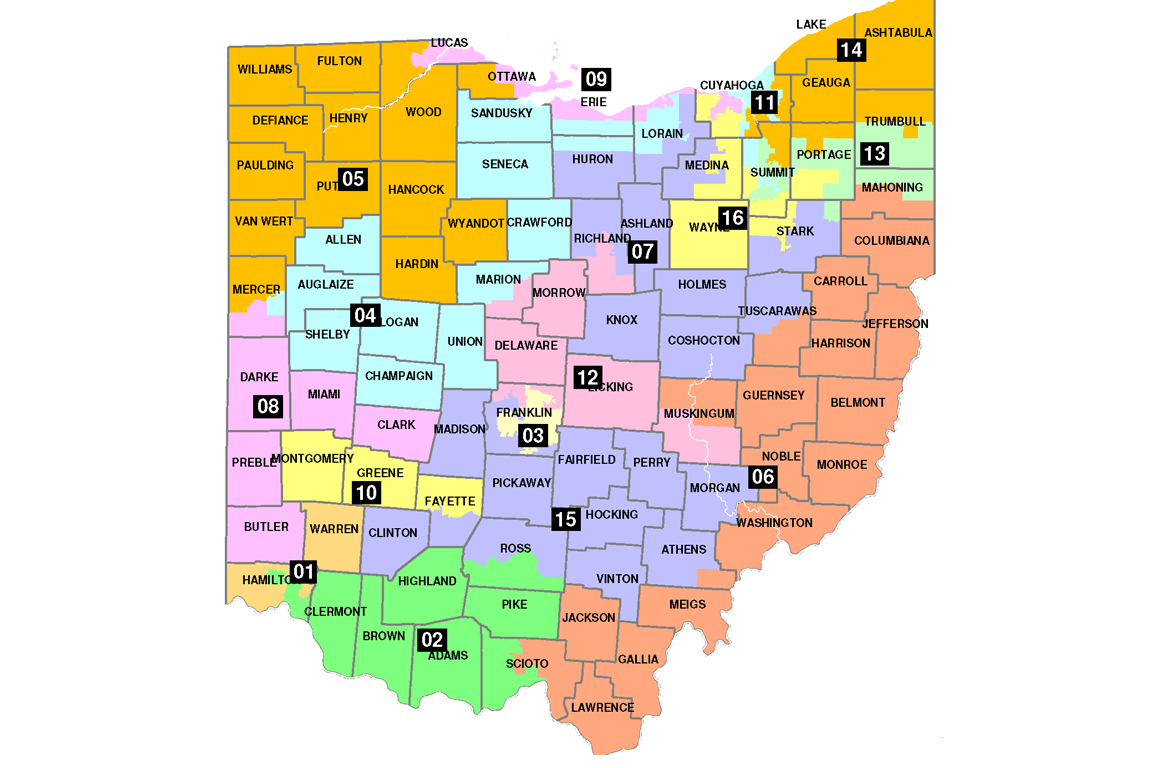 LAKE
ASHTABULA
LUCAS
14
FULTON
WILLIAMS
OTTAWA
09
GEAUGA
CUYAHOGA
ERIE
11
WOOD
SANDUSKY
DEFIANCE
HENRY
TRUMBULL
LORAIN
PORTAGE
13
HURON
SENECA
MEDINA
PAULDING
SUMMIT
PUT
05
MAHONING
HANCOCK
VAN WERT
WYANDOT
CRAWFORD
ASHLAND
16
WAYNE
STARK
RICHLAND
ALLEN
COLUMBIANA
07
HARDIN
MARION
AUGLAIZE
HOLMES
CARROLL
MERCER
MORROW
04
LOGAN
KNOX
TUSCARAWAS
JEFFERSON
SHELBY
UNION
DELAWARE
COSHOCTON
HARRISON
DARKE
CHAMPAIGN
12
LICKING
MIAMI
GUERNSEY
08
BELMONT
FRANKLIN
MUSKINGUM
CLARK
MADISON
03
PREBLE
MONTGOMERY
FAIRFIELD
PERRY
NOBLE
MONROE
GREENE
06
PICKAWAY
MORGAN
10
FAYETTE
HOCKING
15
BUTLER
WARREN
CLINTON
WASHINGTON
ROSS
ATHENS
01
HAMILTO
HIGHLAND
VINTON
PIKE
MEIGS
CLERMONT
JACKSON
BROWN
02
ADAMS
SCIOTO
GALLIA
LAWRENCE